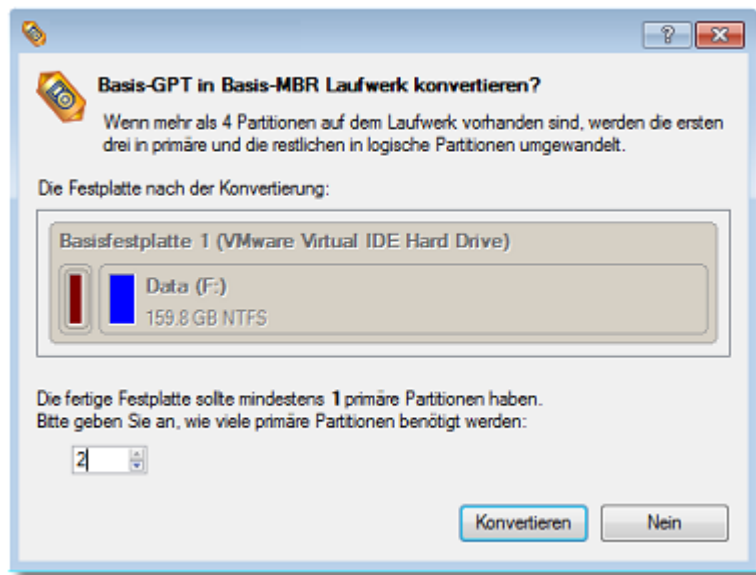 ?
Basis-GPT in Basis-MBR Laufwerk konvertieren?
Wenn mehr als 4 Partitionen auf dem Laufwerk vorhanden sind, werden die ersten
drei in primäre und die restlichen in logische Partitionen umgewandelt.
Die Festplatte nach der Konvertierung:
Basisfestplatte 1 (VMware Virtual IDE Hard Drive)
Data (F:)
159.8 GB NTFS
Die fertige Festplatte sollte mindestens 1 primäre Partitionen haben.
Bitte geben Sie an, wie viele primäre Partitionen benötigt werden:
2
Konvertieren
Nein